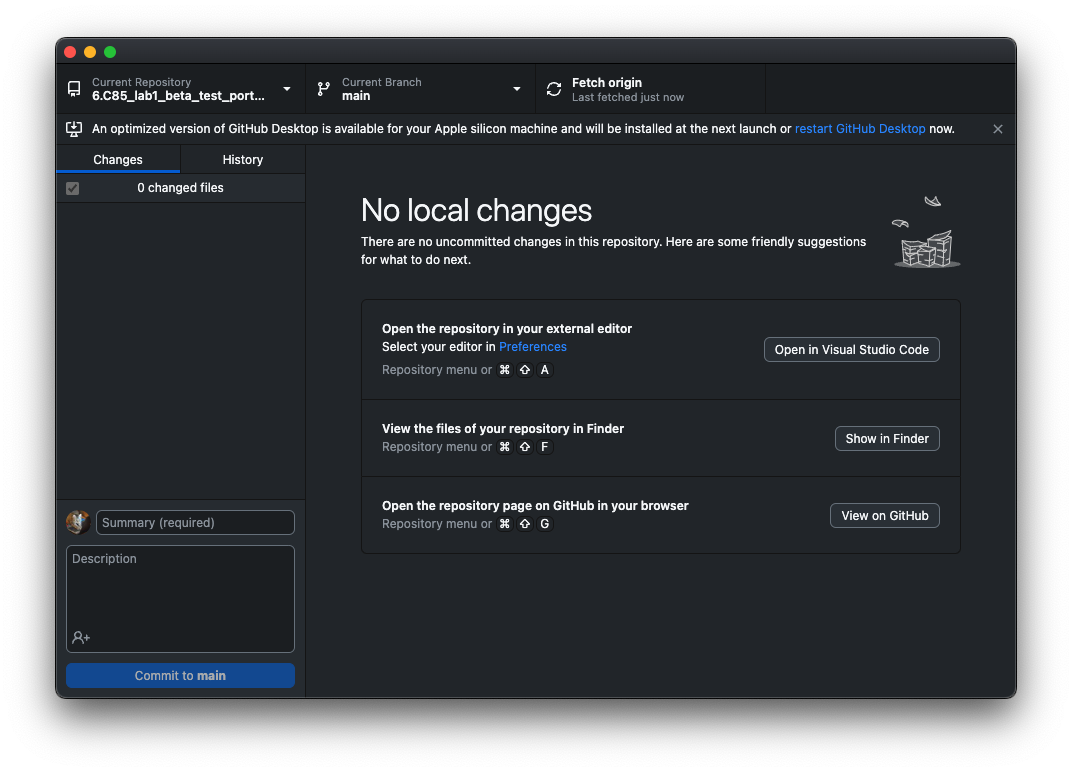 Current Repository
6.C85_lab1_beta_test_port...
Current Branch
main
Fetch origin
Last fetched just now
An optimized version of GitHub Desktop is available for your Apple silicon machine and will be installed at the next launch or restart GitHub Desktop now.
Changes
History
0 changed files
No local changes
There are no uncommitted changes in this repository. Here are some friendly suggestions
for what to do next.
Open the repository in your external editor
Select your editor in Preferences
Repository menu or ⌘ ⇧ A
Open in Visual Studio Code
View the files of your repository in Finder
Repository menu or ⌘ ⇧ F
Show in Finder
Open the repository page on GitHub in your browser
Repository menu or ⌘ ⇧ G
View on GitHub
Summary (required)
Description
Commit to main